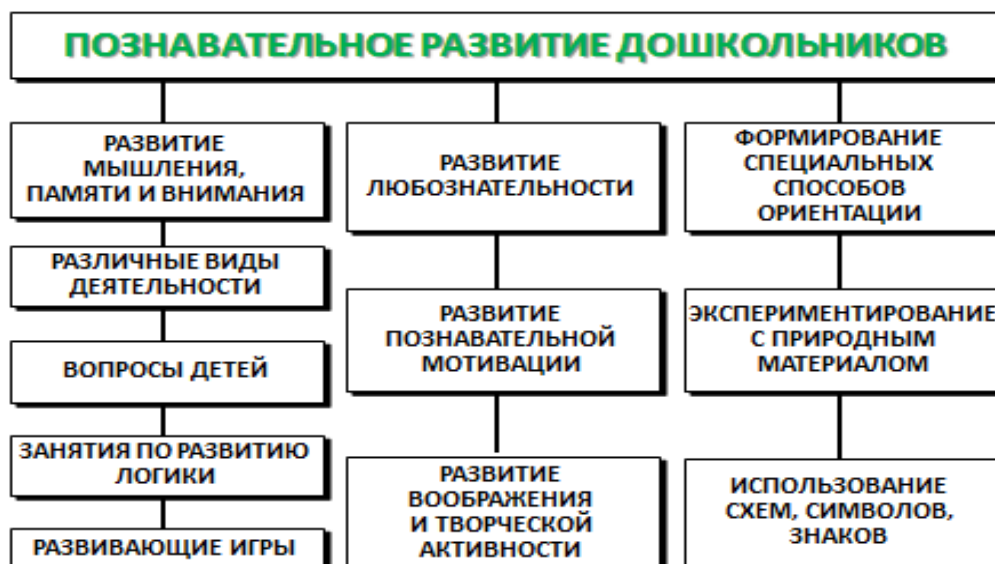 ПОЗНАВАТЕЛЬНОЕ РАЗВИТИЕ ДОШКОЛЬНИКОВ
РАЗВИТИЕ
МЫШЛЕНИЯ,
ПАМЯТИ И ВНИМАНИЯ
РАЗЛИЧНЫЕ ВИДЫ
ДЕЯТЕЛЬНОСТИ
ВОПРОСЫ ДЕТЕЙ
ЗАНЯТИЯ ПО РАЗВИТИЮ
ЛОГИКИ
РАЗВИВАЮЩИЕ ИГРЫ
РАЗВИТИЕ
ЛЮБОЗНАТЕЛЬНОСТИ
РАЗВИТИЕ
ПОЗНАВАТЕЛЬНОЙ
МОТИВАЦИИ
РАЗВИТИЕ
ВООБРАЖЕНИЯ
И ТВОРЧЕСКОЙ
АКТИВНОСТИ
ФОРМИРОВАНИЕ
СПЕЦИАЛЬНЫХ
СПОСОБОВ
ОРИЕНТАЦИИ
ЭКСПЕРИМЕНТИРОВАНИЕ
С ПРИРОДНЫМ
МАТЕРИАЛОМ
ИСПОЛЬЗОВАНИЕ
СХЕМ, СИМВОЛОВ,
ЗНАКОВ